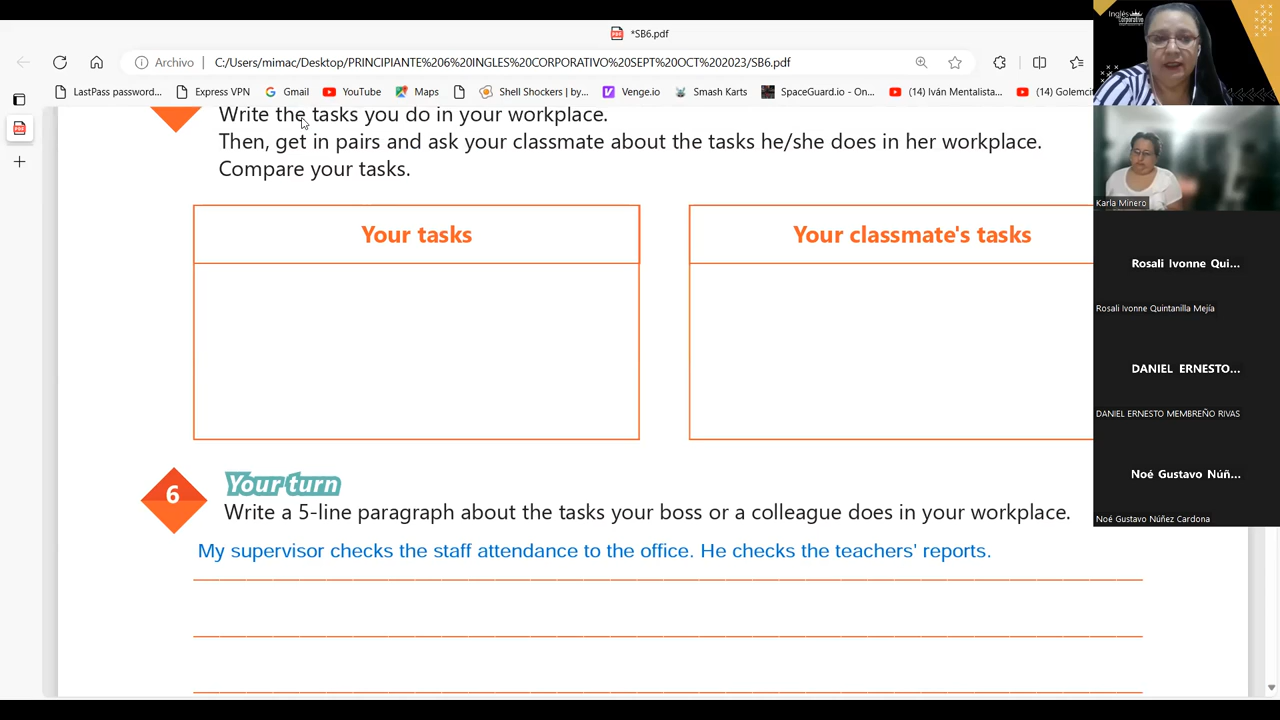 *SB6.pdf
Archivo
C:/Users/mimac/Desktop/PRINCIPIANTE%206%20INGLES%20CORPORATIVO%20SEPT%20OCT%202023/SB6.pdf
LastPass password...
Express VPN
Gmail
YouTube
Maps
Shell Shockers | by...
Venge.io
Smash Karts
SpaceGuard.io - On...
(14) Iván Mentalista...
(14) Golemci
Inglés
Corporativo
Write the tasks you do in your workplace.
Then, get in pairs and ask your classmate about the tasks he/she does in her workplace.
Compare your tasks.
Your tasks
Your classmate's tasks
6
Your turn
Write a 5-line paragraph about the tasks your boss or a colleague does in your workplace.
My supervisor checks the staff attendance to the office. He checks the teachers' reports.
Karla Minero
Rosali Ivonne Qui...
Rosali Ivonne Quintanilla Mejía
DANIEL ERNESTO...
DANIEL ERNESTO MEMBREÑO RIVAS
Noé Gustavo Núñ...
Noé Gustavo Núñez Cardona